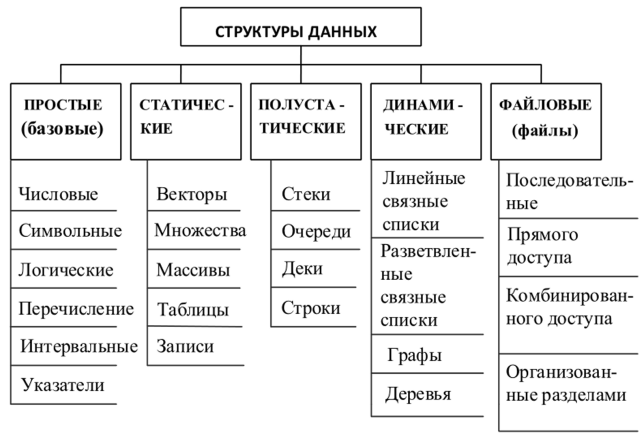 СТРУКТУРЫ ДАННЫХ
ПРОСТЫЕ
(базовые)
Числовые
Символьные
Логические
Перечисление
Интервальные
Указатели
СТАТИЧЕС -
КИЕ
Векторы
Множества
Массивы
Таблицы
Записи
ПОЛУСТА -
ТИЧЕСКИЕ
Стеки
Очереди
Деки
Строки
ДИНАМИ -
ЧЕСКИЕ
Линейные
связные
списки
Разветвлен-
ные
связные
списки
Графы
Деревья
ФАЙЛОВЫЕ
(файлы)
Последователь-
ные
Прямого
доступа
Комбинирован-
ного доступа
Организован-
ные разделами